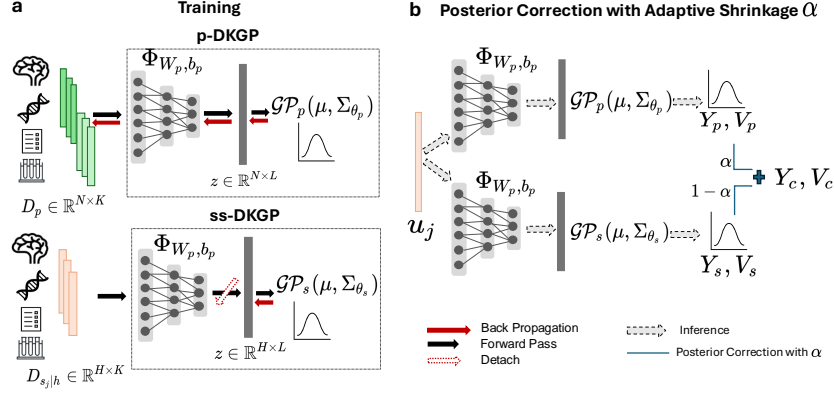 a
Training
p-DKGP
Φ_{W_p,b_p}
𝒢𝒫_p(μ, Σ_{θ_p})
z ∈ ℝ^{N×L}
D_p ∈ ℝ^{N×K}
ss-DKGP
Φ_{W_p,b_p}
𝒢𝒫_s(μ, Σ_{θ_s})
z ∈ ℝ^{H×L}
D_{s_j|h} ∈ ℝ^{H×K}
b Posterior Correction with Adaptive Shrinkage α
Φ_{W_p,b_p}
𝒢𝒫_p(μ, Σ_{θ_p})
Y_p, V_p
u_j
α
1 − α
+ Y_c, V_c
Φ_{W_p,b_p}
𝒢𝒫_s(μ, Σ_{θ_s})
Y_s, V_s
Back Propagation
Forward Pass
Detach
Inference
Posterior Correction with α